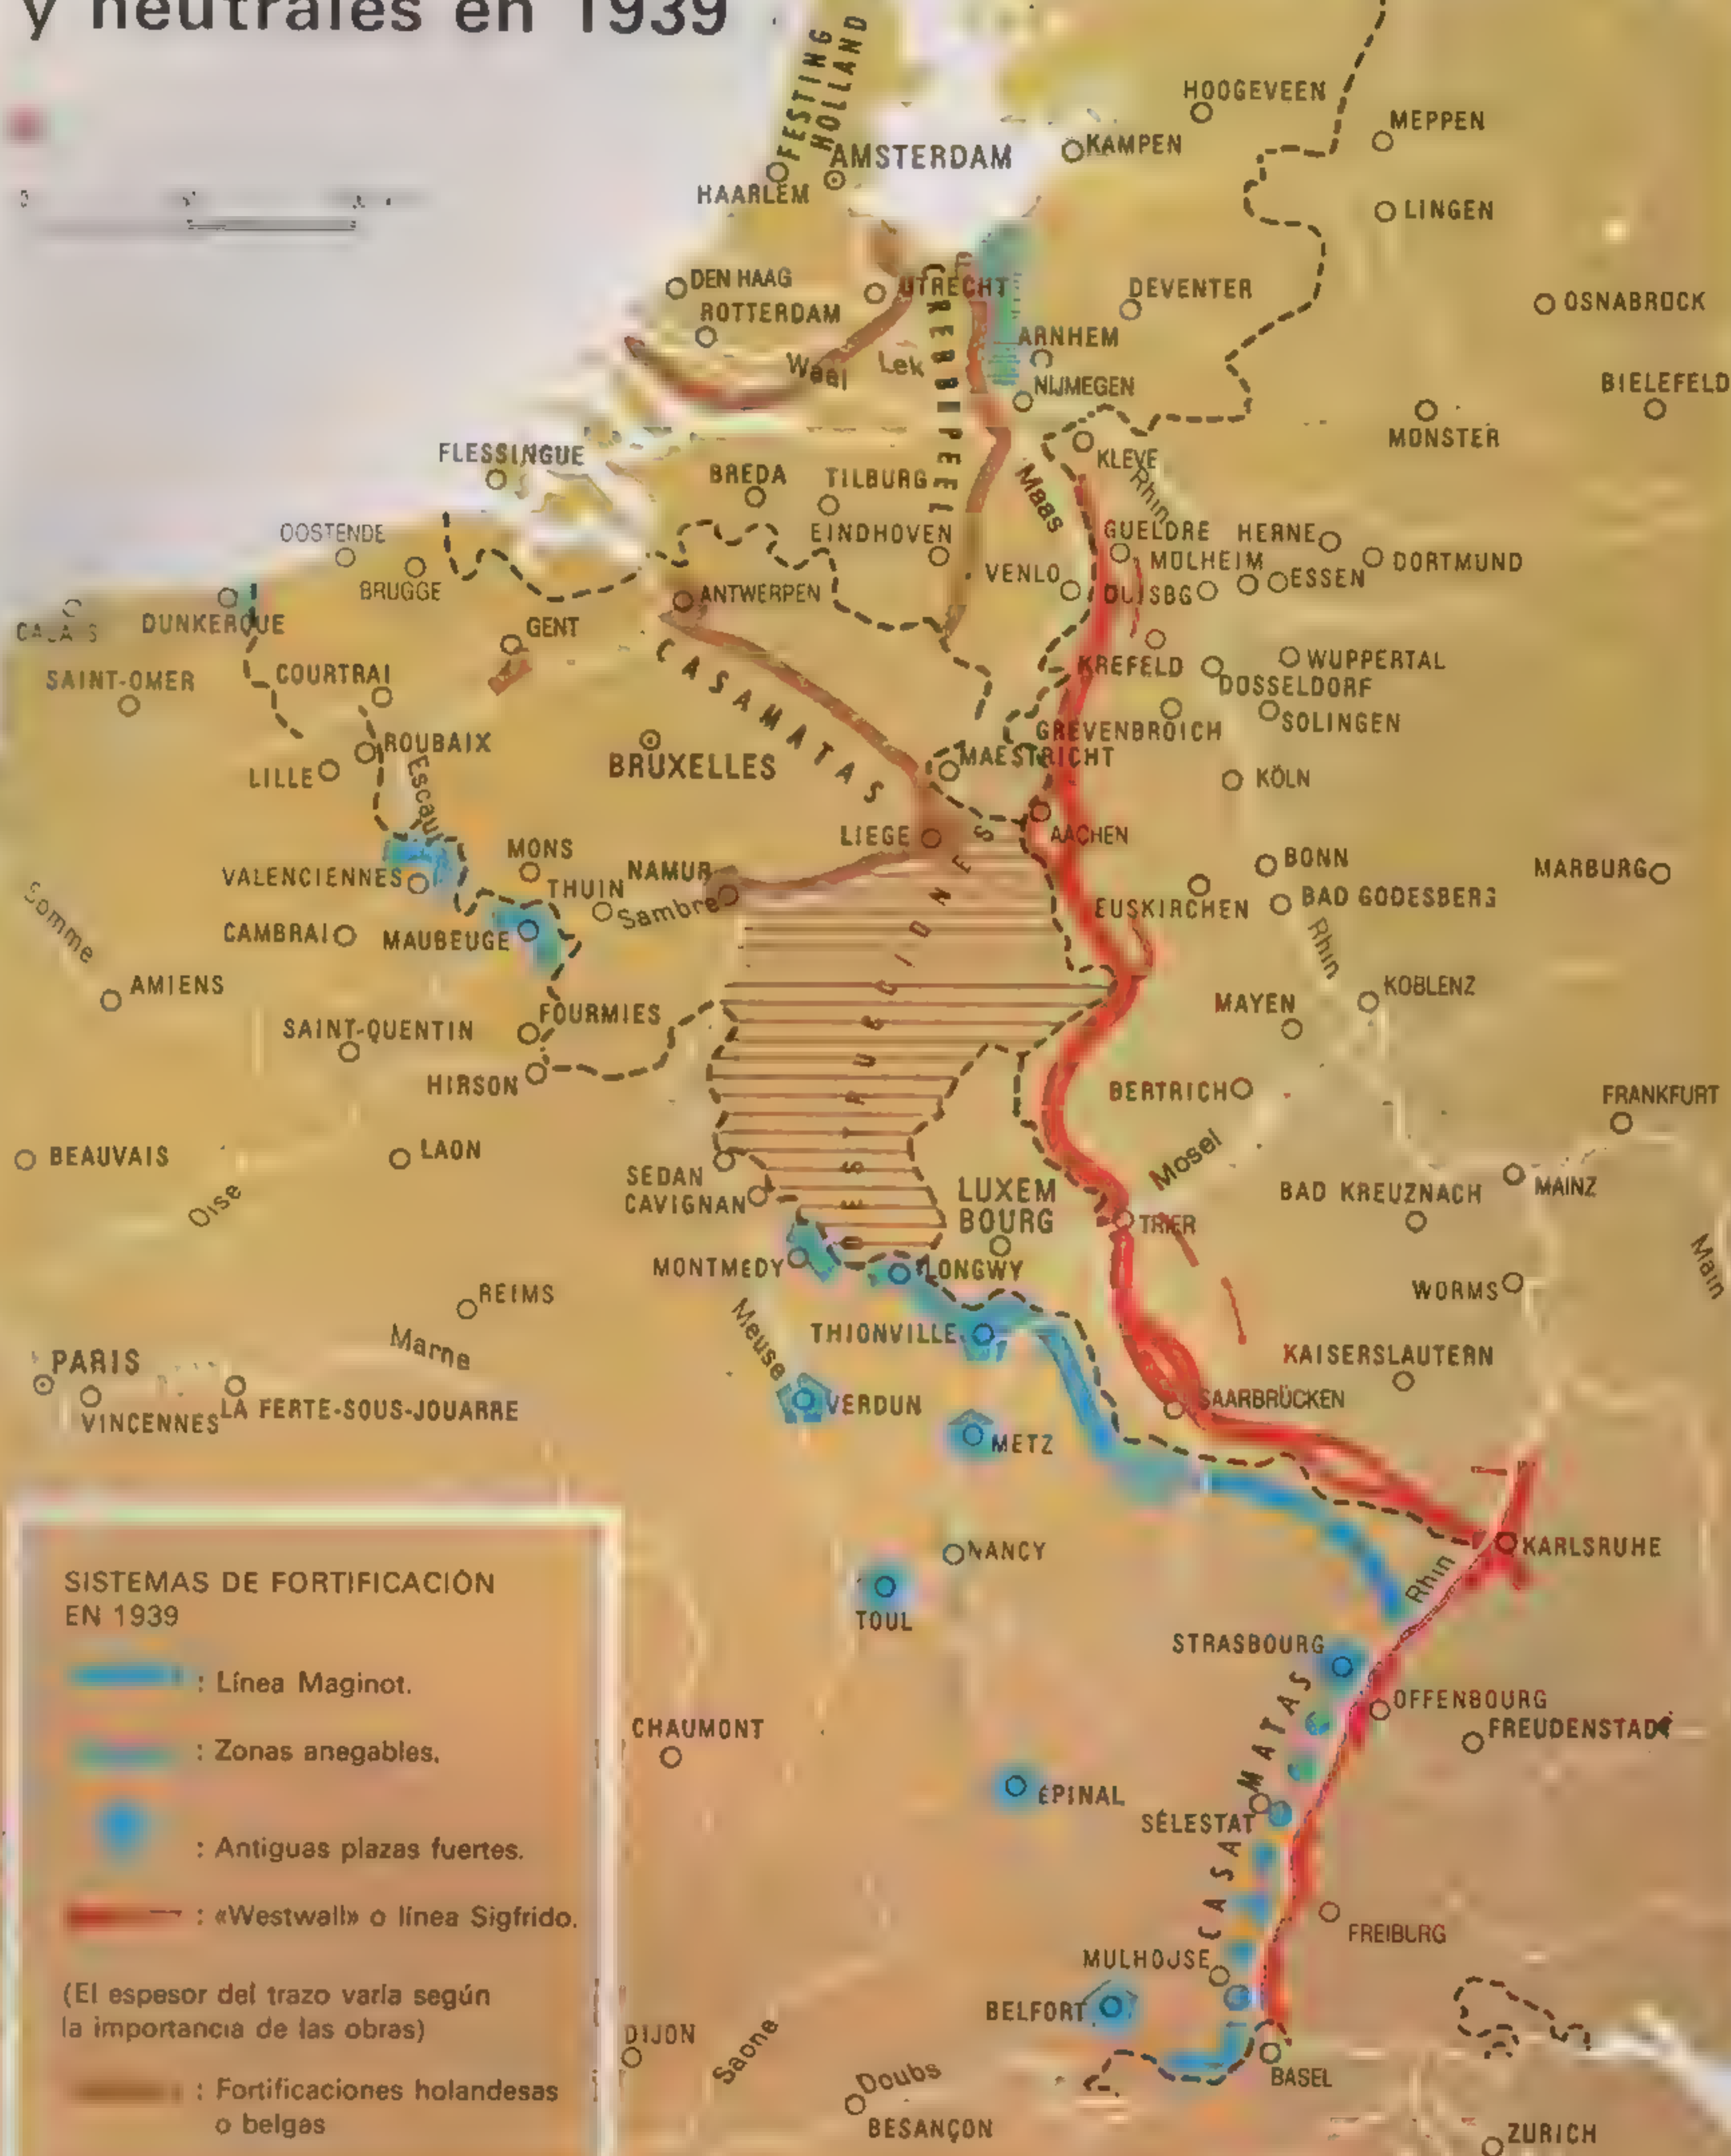 y neutrales en 1939
FESTING
HOLLAND
HOOGEVEEN
MEPPEN
KAMPEN
AMSTERDAM
HAARLEM
LINGEN
DEN HAAG
UTRECHT
DEVENTER
OSNABRÜCK
ROTTERDAM
ARNHEM
Waal
Lek
GREBBEPEEL
NIJMEGEN
BIELEFELD
MÜNSTER
FLESSINGUE
KLEVE
BREDA
TILBURG
Maas
Rhin
OOSTENDE
EINDHOVEN
GUELDRE
HERNE
BRUGGE
VENLO
MÜLHEIM
DORTMUND
DUISBG
ESSEN
ANTWERPEN
CALAIS
DUNKERQUE
GENT
SAINT-OMER
COURTRAI
CASAMATAS
KREFELD
WUPPERTAL
DÜSSELDORF
GREVENBROICH
SOLINGEN
ROUBAIX
LILLE
Escaut
BRUXELLES
MAESTRICHT
KÖLN
LIEGE
AACHEN
VALENCIENNES
MONS
THUIN
NAMUR
Sambre
BONN
MARBURG
EUSKIRCHEN
BAD GODESBERG
Somme
CAMBRAI
MAUBEUGE
Rhin
AMIENS
DESTRUCCIONES
MAYEN
KOBLENZ
SAINT-QUENTIN
FOURMIES
HIRSON
BERTRICH
FRANKFURT
BEAUVAIS
LAON
Oise
SEDAN
CAVIGNAN
LUXEM
BOURG
Mosel
BAD KREUZNACH
MAINZ
TRIER
MONTMEDY
LONGWY
WORMS
Main
REIMS
Marne
Meuse
THIONVILLE
KAISERSLAUTERN
PARIS
VINCENNES
LA FERTE-SOUS-JOUARRE
VERDUN
SAARBRÜCKEN
METZ
NANCY
KARLSRUHE
Rhin
TOUL
STRASBOURG
OFFENBOURG
FREUDENSTADT
CHAUMONT
CASAMATAS
ÉPINAL
SÉLESTAT
FREIBURG
MULHOUSE
BELFORT
DIJON
Saone
Doubs
BESANÇON
BASEL
ZURICH
SISTEMAS DE FORTIFICACIÓN
EN 1939
: Línea Maginot.
: Zonas anegables.
: Antiguas plazas fuertes.
: «Westwall» o línea Sigfrido.
(El espesor del trazo varía según
la importancia de las obras)
: Fortificaciones holandesas
o belgas